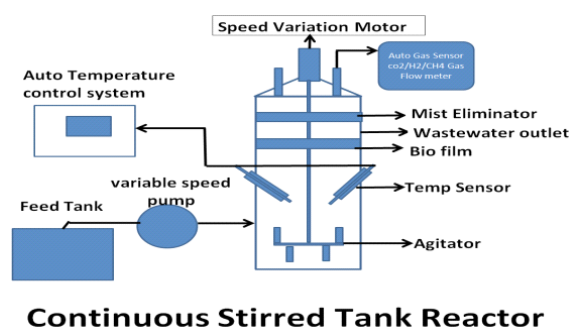 Speed Variation Motor
Auto Gas Sensor
co2/H2/CH4 Gas
Flow meter
Auto Temperature
control system
Mist Eliminator
Wastewater outlet
Bio film
variable speed
pump
Temp Sensor
Feed Tank
Agitator
Continuous Stirred Tank Reactor